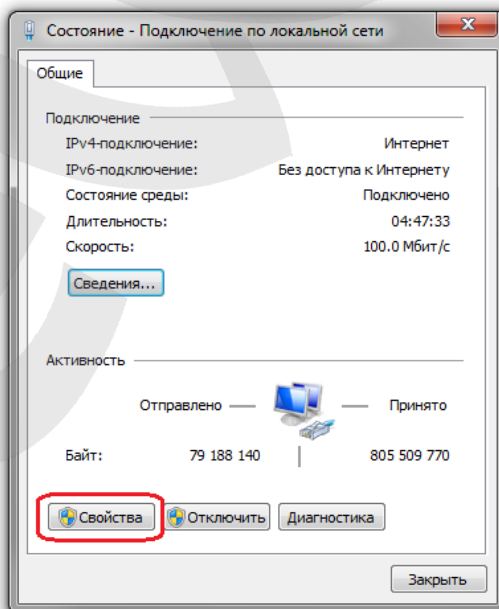 Состояние - Подключение по локальной сети
Общие
Подключение
IPv4-подключение: Интернет
IPv6-подключение: Без доступа к Интернету
Состояние среды: Подключено
Длительность: 04:47:33
Скорость: 100.0 Мбит/с
Сведения...
Активность
Отправлено — — Принято
Байт: 79 188 140 | 805 509 770
Свойства Отключить Диагностика
Закрыть